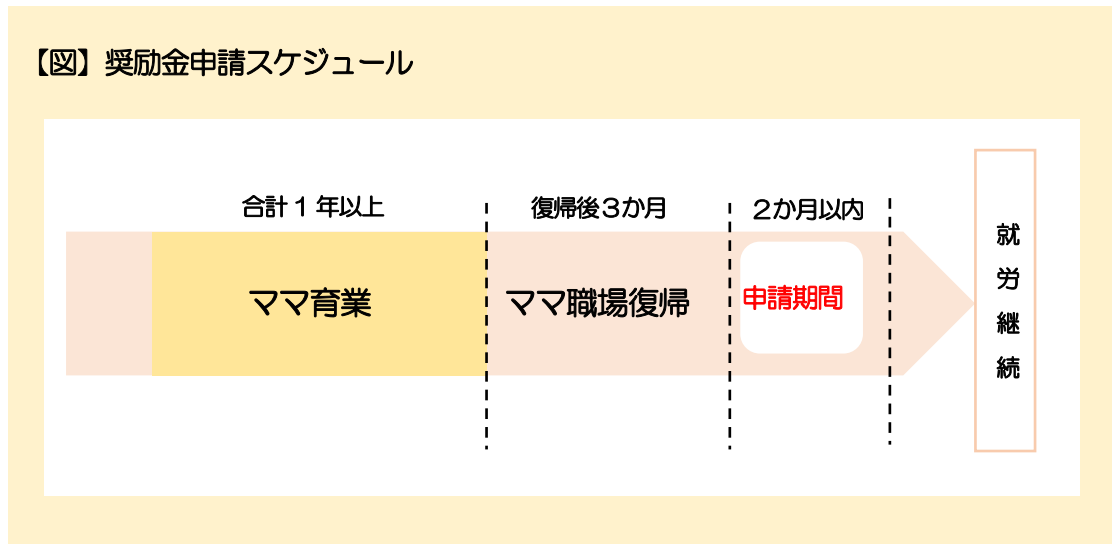 【図】奨励金申請スケジュール
合計１年以上
復帰後３か月
２か月以内
ママ育業
ママ職場復帰
申請期間
就労継続